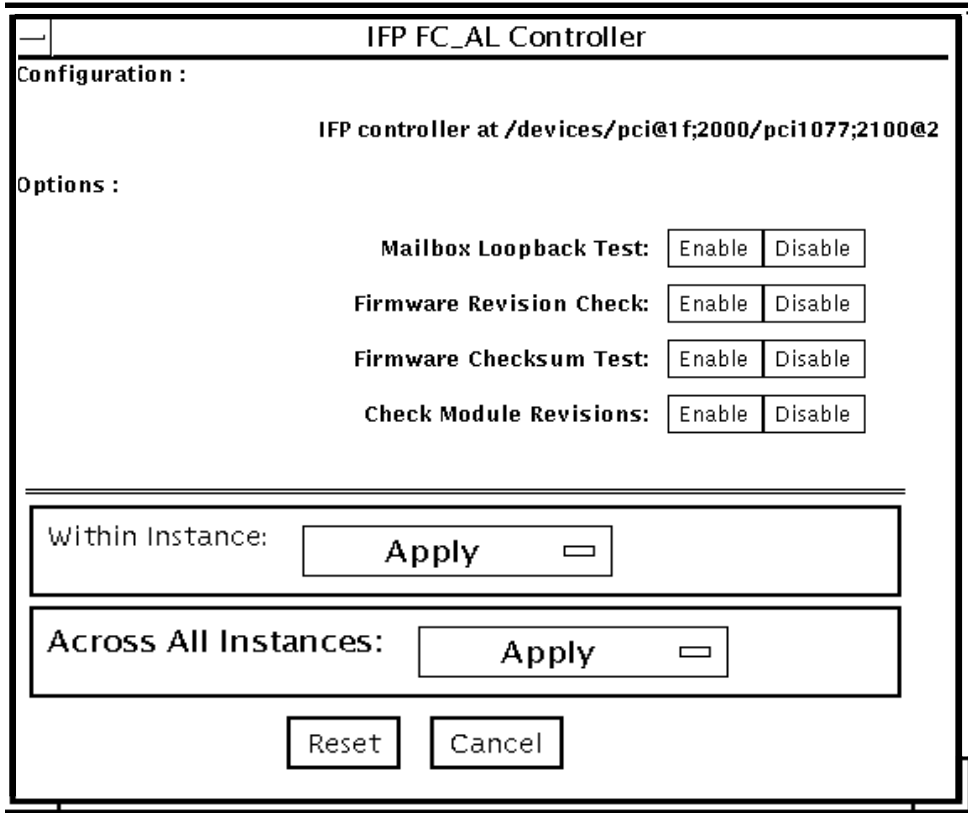 IFP FC_AL Controller
Configuration :
IFP controller at /devices/pci@1f;2000/pci1077;2100@2
Options :
Mailbox Loopback Test: Enable Disable
Firmware Revision Check: Enable Disable
Firmware Checksum Test: Enable Disable
Check Module Revisions: Enable Disable
Within Instance: Apply
Across All Instances: Apply
Reset Cancel